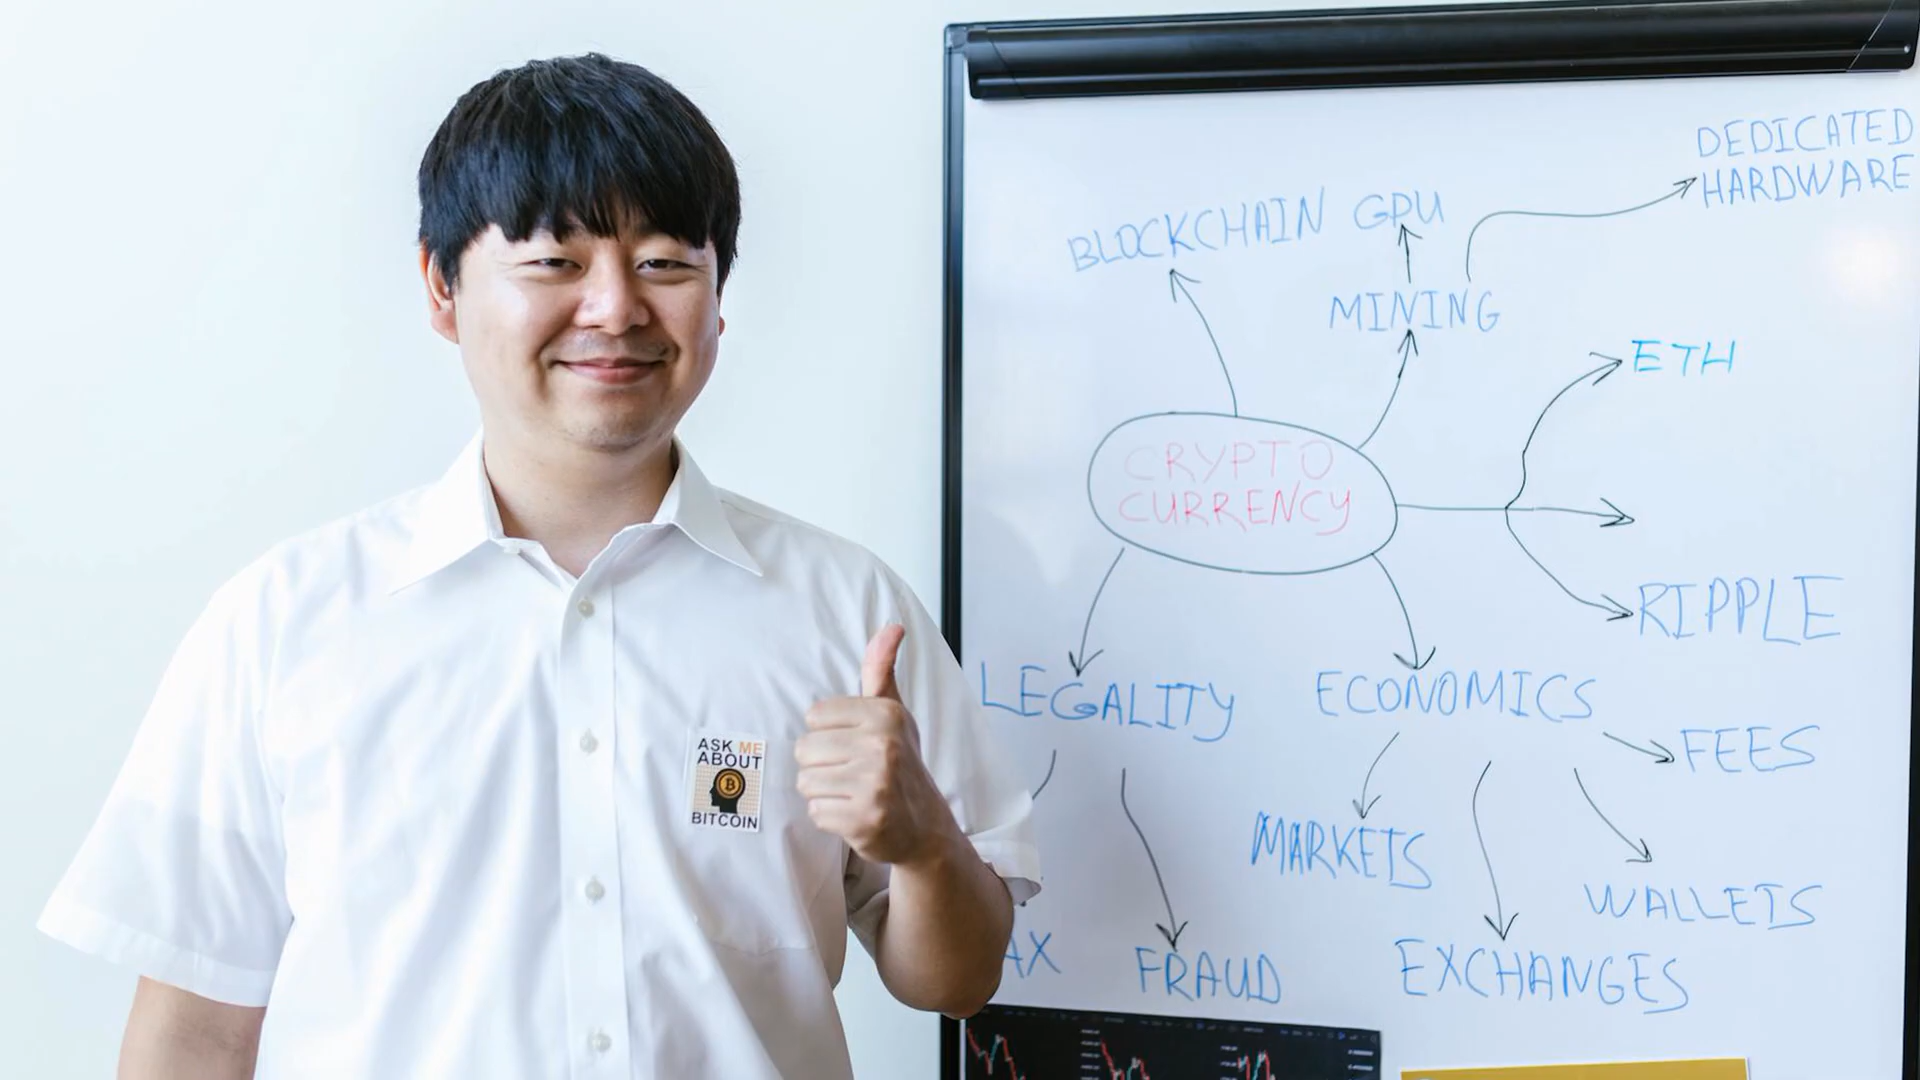 DEDICATED
HARDWARE
BLOCKCHAIN
GPU
MINING
ETH
CRYPTO
CURRENCY
RIPPLE
LEGALITY
ECONOMICS
FEES
MARKETS
WALLETS
AX
FRAUD
EXCHANGES
ASK ME
ABOUT
BITCOIN